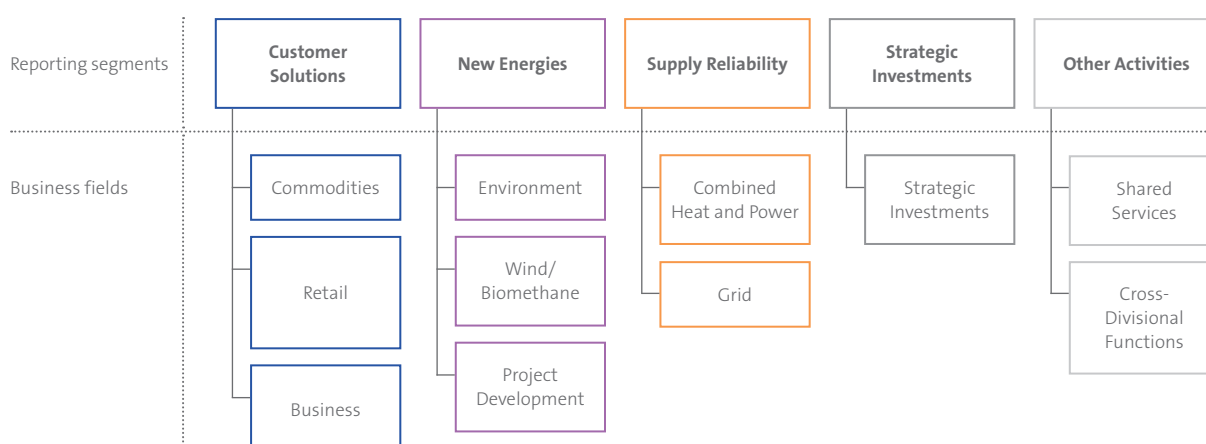 Reporting segments
Customer
Solutions
New Energies
Supply Reliability
Strategic
Investments
Other Activities
Business fields
Commodities
Retail
Business
Environment
Wind/
Biomethane
Project
Development
Combined
Heat and Power
Grid
Strategic
Investments
Shared
Services
Cross-
Divisional
Functions